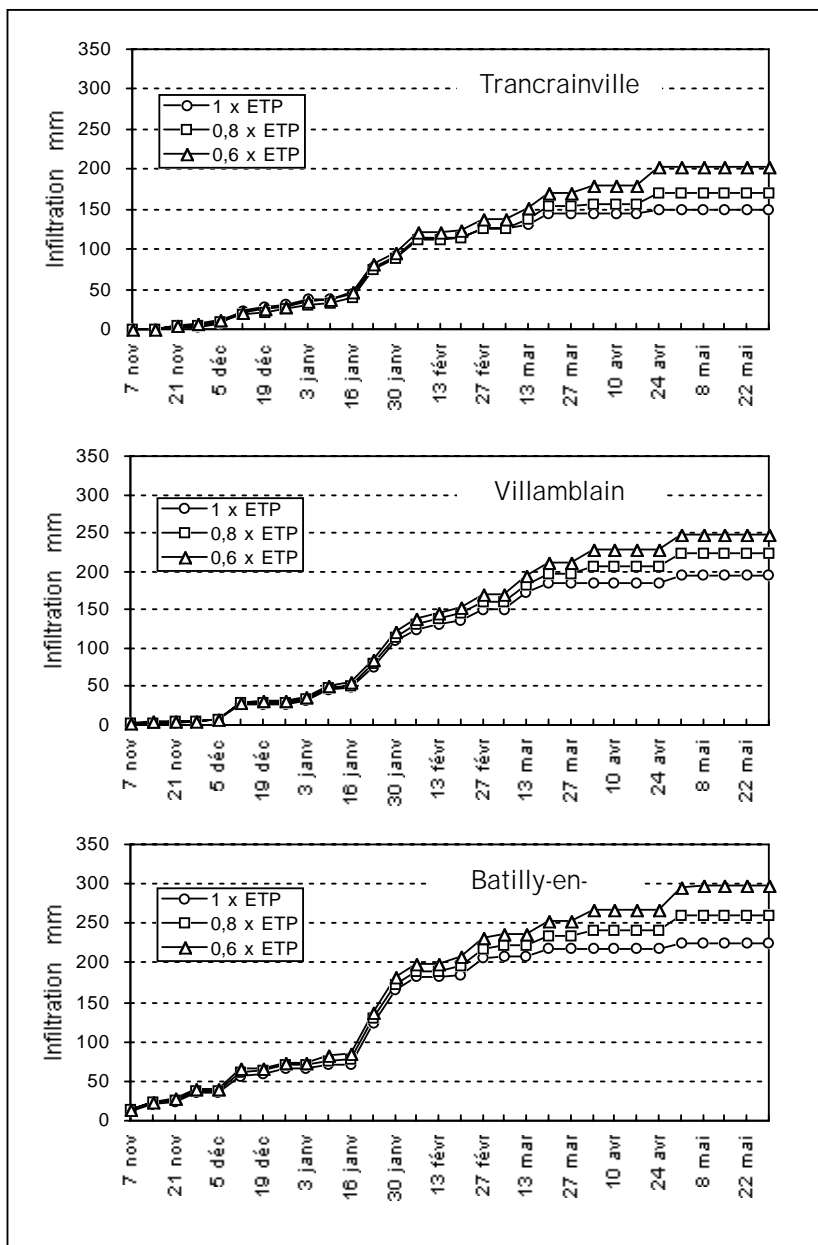 350
300
250
200
150
100
50
0
Infiltration mm
Trancrainville
1 x ETP
0,8 x ETP
0,6 x ETP
7 nov
21 nov
5 déc
19 déc
3 janv
16 janv
30 janv
13 févr
27 févr
13 mar
27 mar
10 avr
24 avr
8 mai
22 mai
350
300
250
200
150
100
50
0
Infiltration mm
Villamblain
1 x ETP
0,8 x ETP
0,6 x ETP
7 nov
21 nov
5 déc
19 déc
3 janv
16 janv
30 janv
13 févr
27 févr
13 mar
27 mar
10 avr
24 avr
8 mai
22 mai
350
300
250
200
150
100
50
0
Infiltration mm
Batilly-en-
1 x ETP
0,8 x ETP
0,6 x ETP
7 nov
21 nov
5 déc
19 déc
3 janv
16 janv
30 janv
13 févr
27 févr
13 mar
27 mar
10 avr
24 avr
8 mai
22 mai